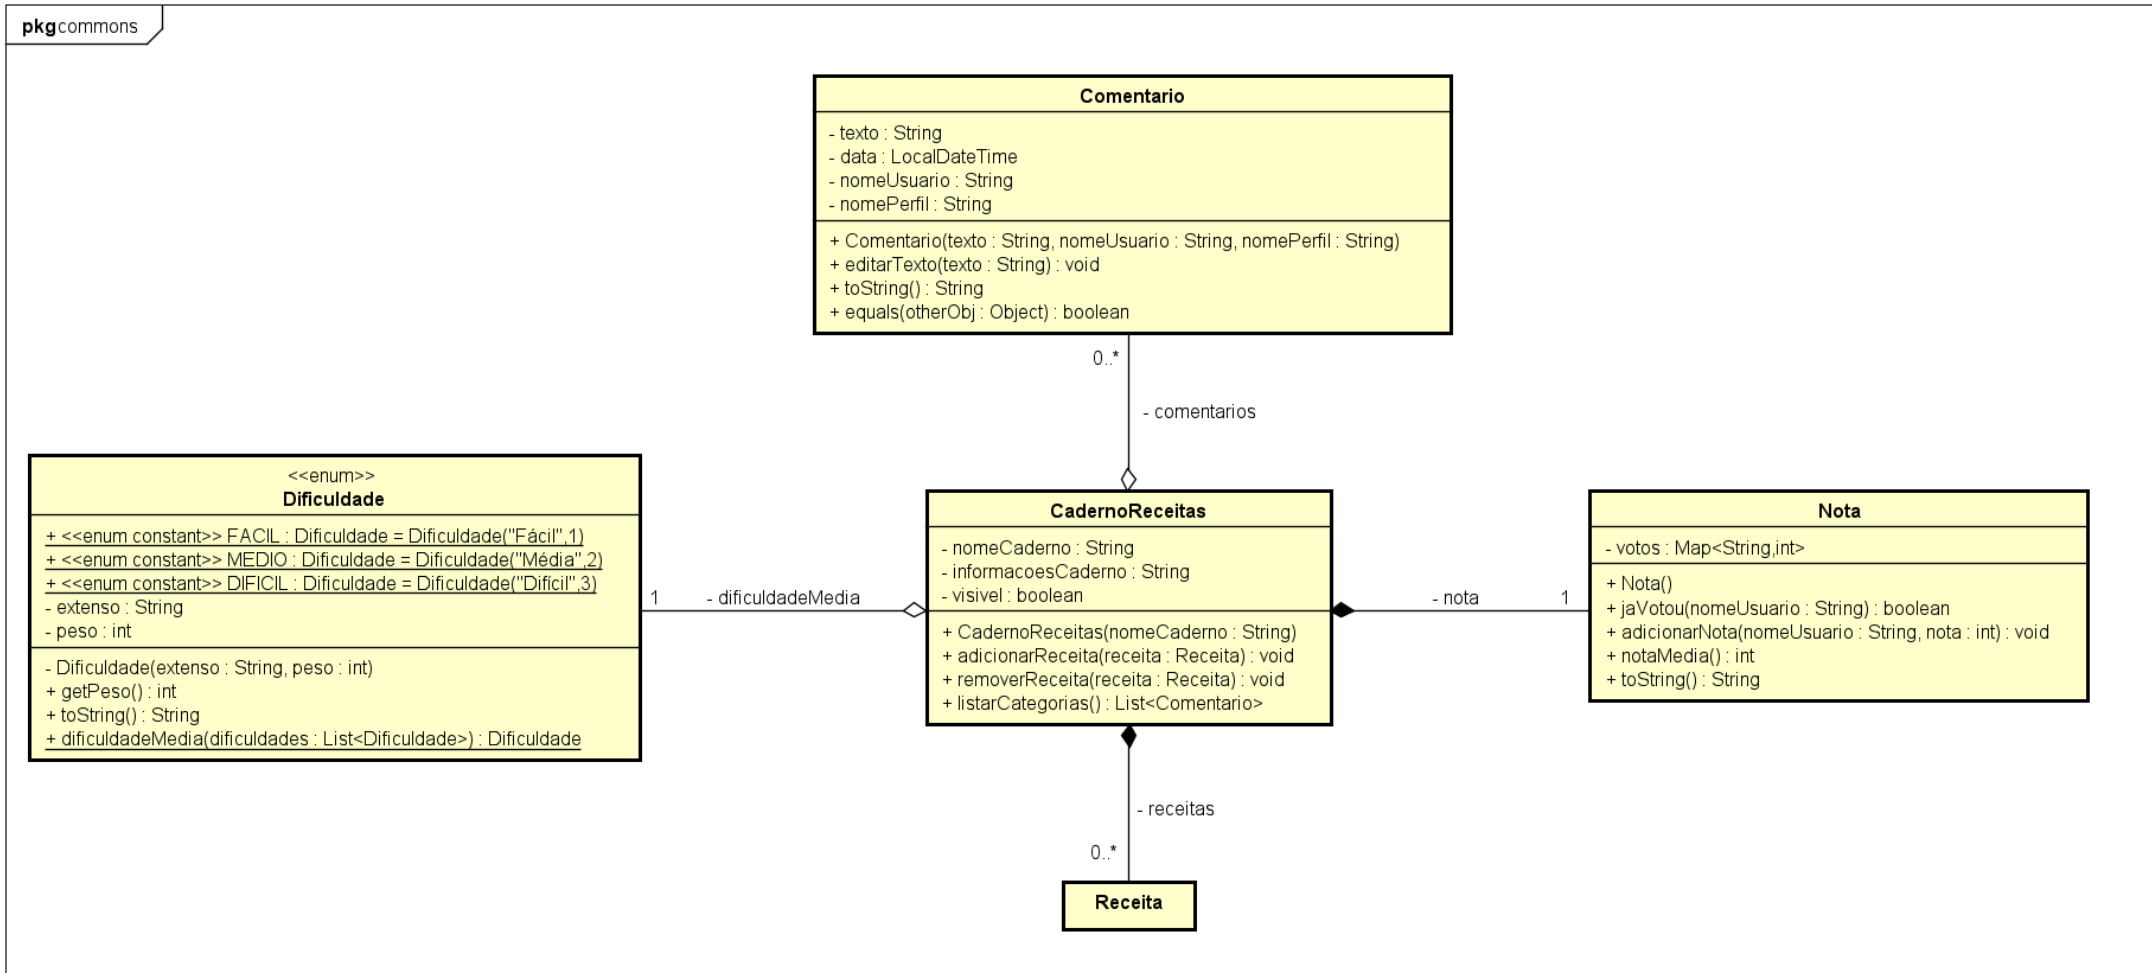 pkg commons
Comentario
- texto : String
- data : LocalDateTime
- nomeUsuario : String
- nomePerfil : String
+ Comentario(texto : String, nomeUsuario : String, nomePerfil : String)
+ editarTexto(texto : String) : void
+ toString() : String
+ equals(otherObj : Object) : boolean
0..*
- comentarios
<<enum>>
Dificuldade
+ <<enum constant>> FACIL : Dificuldade = Dificuldade("Fácil",1)
+ <<enum constant>> MEDIO : Dificuldade = Dificuldade("Média",2)
+ <<enum constant>> DIFICIL : Dificuldade = Dificuldade("Difícil",3)
- extenso : String
- peso : int
- Dificuldade(extenso : String, peso : int)
+ getPeso() : int
+ toString() : String
+ dificuldadeMedia(dificuldades : List<Dificuldade>) : Dificuldade
1
- dificuldadeMedia
CadernoReceitas
- nomeCaderno : String
- informacoesCaderno : String
- visivel : boolean
+ CadernoReceitas(nomeCaderno : String)
+ adicionarReceita(receita : Receita) : void
+ removerReceita(receita : Receita) : void
+ listarCategorias() : List<Comentario>
- nota
1
Nota
- votos : Map<String,int>
+ Nota()
+ jaVotou(nomeUsuario : String) : boolean
+ adicionarNota(nomeUsuario : String, nota : int) : void
+ notaMedia() : int
+ toString() : String
- receitas
0..*
Receita